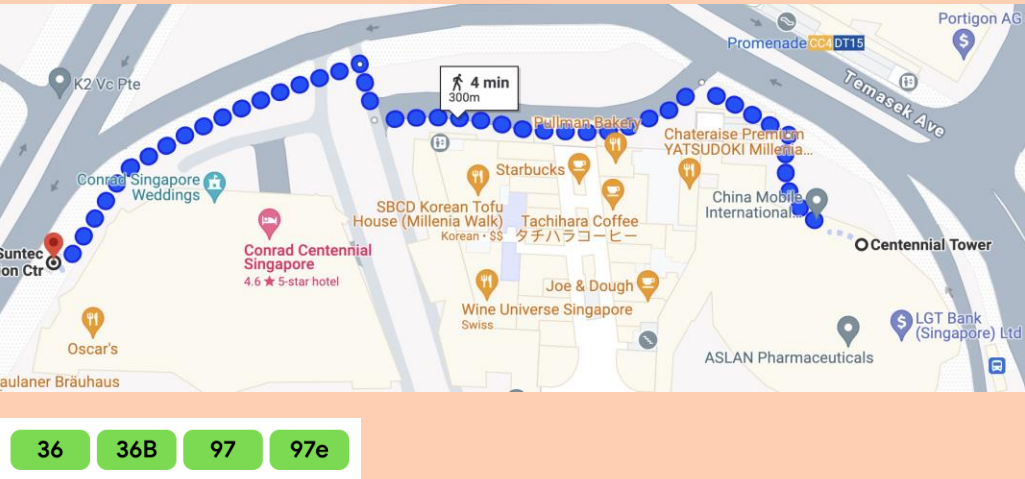 Portigon AG
Promenade CC4 DT15
K2 Vc Pte
4 min
300m
Temasek Ave
Pullman Bakery
Chateraise Premium
YATSUDOKI Millenia...
Starbucks
Conrad Singapore
Weddings
China Mobile
International...
SBCD Korean Tofu
House (Millenia Walk)
Korean · $$
Tachihara Coffee
タチハラコーヒー
Suntec
on Ctr
Conrad Centennial
Singapore
4.6 ★ 5-star hotel
Centennial Tower
Joe & Dough
Wine Universe Singapore
Swiss
LGT Bank
(Singapore) Ltd
Oscar's
ASLAN Pharmaceuticals
aulaner Bräuhaus
36 36B 97 97e